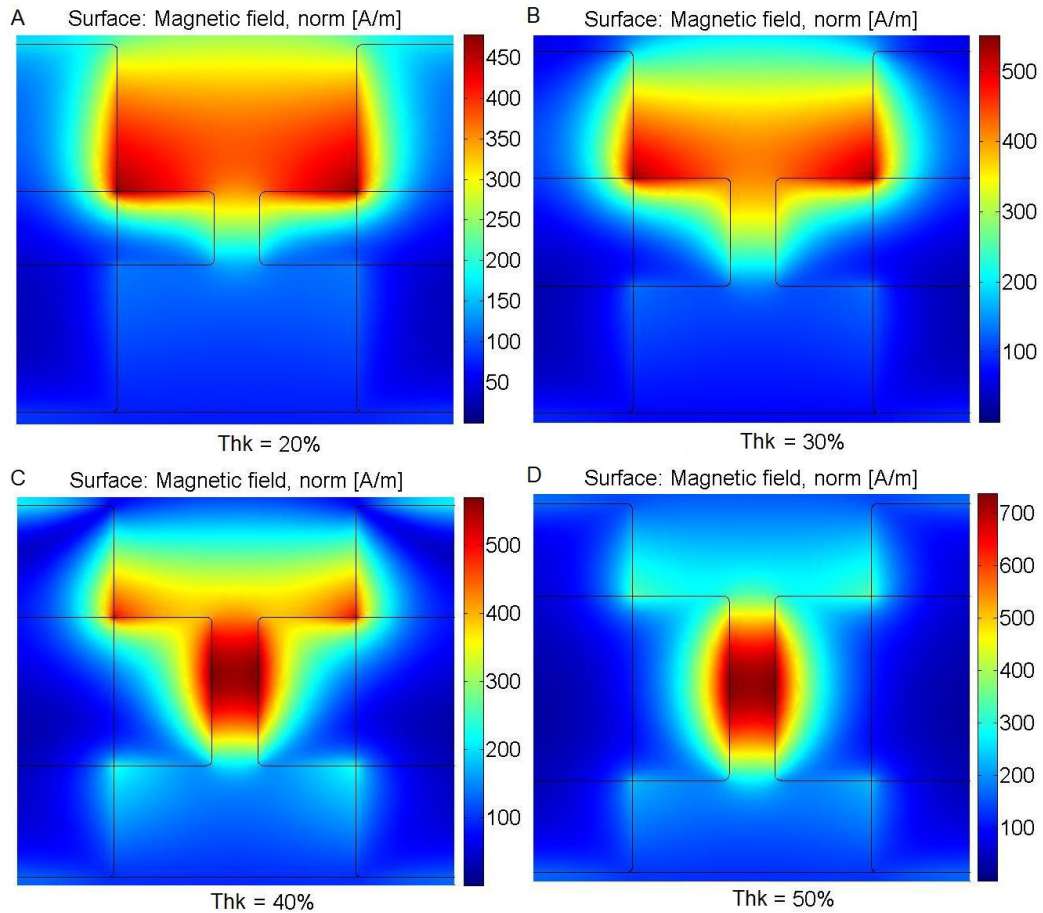 A
Surface: Magnetic field, norm [A/m]
450
400
350
300
250
200
150
100
50
Thk = 20%
B
Surface: Magnetic field, norm [A/m]
500
400
300
200
100
Thk = 30%
C
Surface: Magnetic field, norm [A/m]
500
400
300
200
100
Thk = 40%
D
Surface: Magnetic field, norm [A/m]
700
600
500
400
300
200
100
Thk = 50%